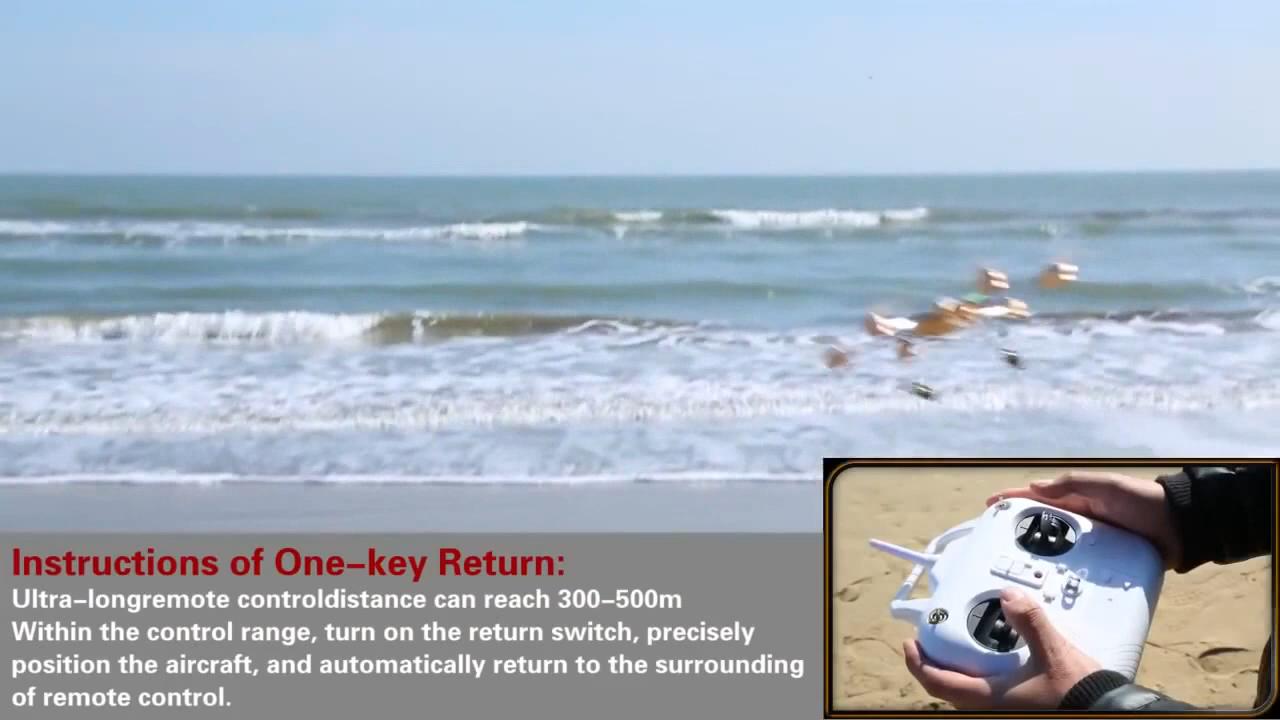 Instructions of One-key Return:
Ultra-longremote controldistance can reach 300-500m
Within the control range, turn on the return switch, precisely
position the aircraft, and automatically return to the surrounding
of remote control.